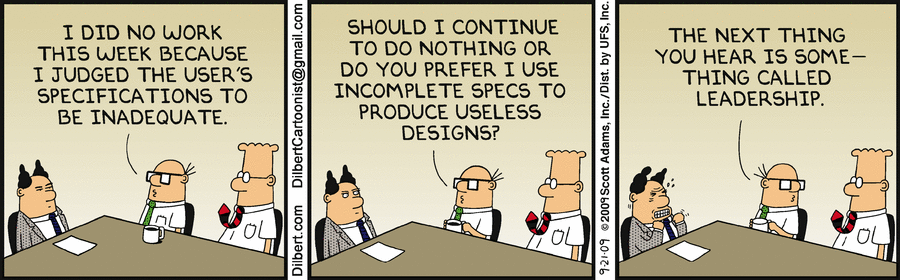 I DID NO WORK
THIS WEEK BECAUSE
I JUDGED THE USER'S
SPECIFICATIONS TO
BE INADEQUATE.
Dilbert.com DilbertCartoonist@gmail.com
SHOULD I CONTINUE
TO DO NOTHING OR
DO YOU PREFER I USE
INCOMPLETE SPECS TO
PRODUCE USELESS
DESIGNS?
9-21-09 ©2009 Scott Adams, Inc./Dist. by UFS, Inc.
THE NEXT THING
YOU HEAR IS SOME-
THING CALLED
LEADERSHIP.